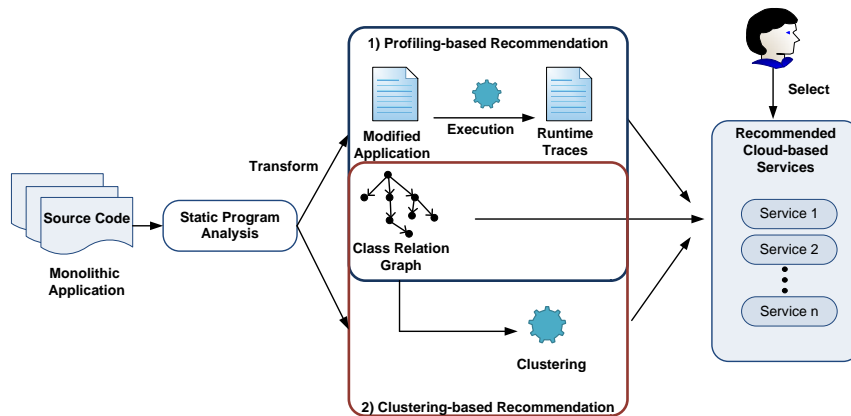 1) Profiling-based Recommendation
Modified
Application
Execution
Runtime
Traces
Select
Recommended
Cloud-based
Services
Service 1
Service 2
Service n
Transform
Source Code
Monolithic
Application
Static Program
Analysis
Class Relation
Graph
Clustering
2) Clustering-based Recommendation